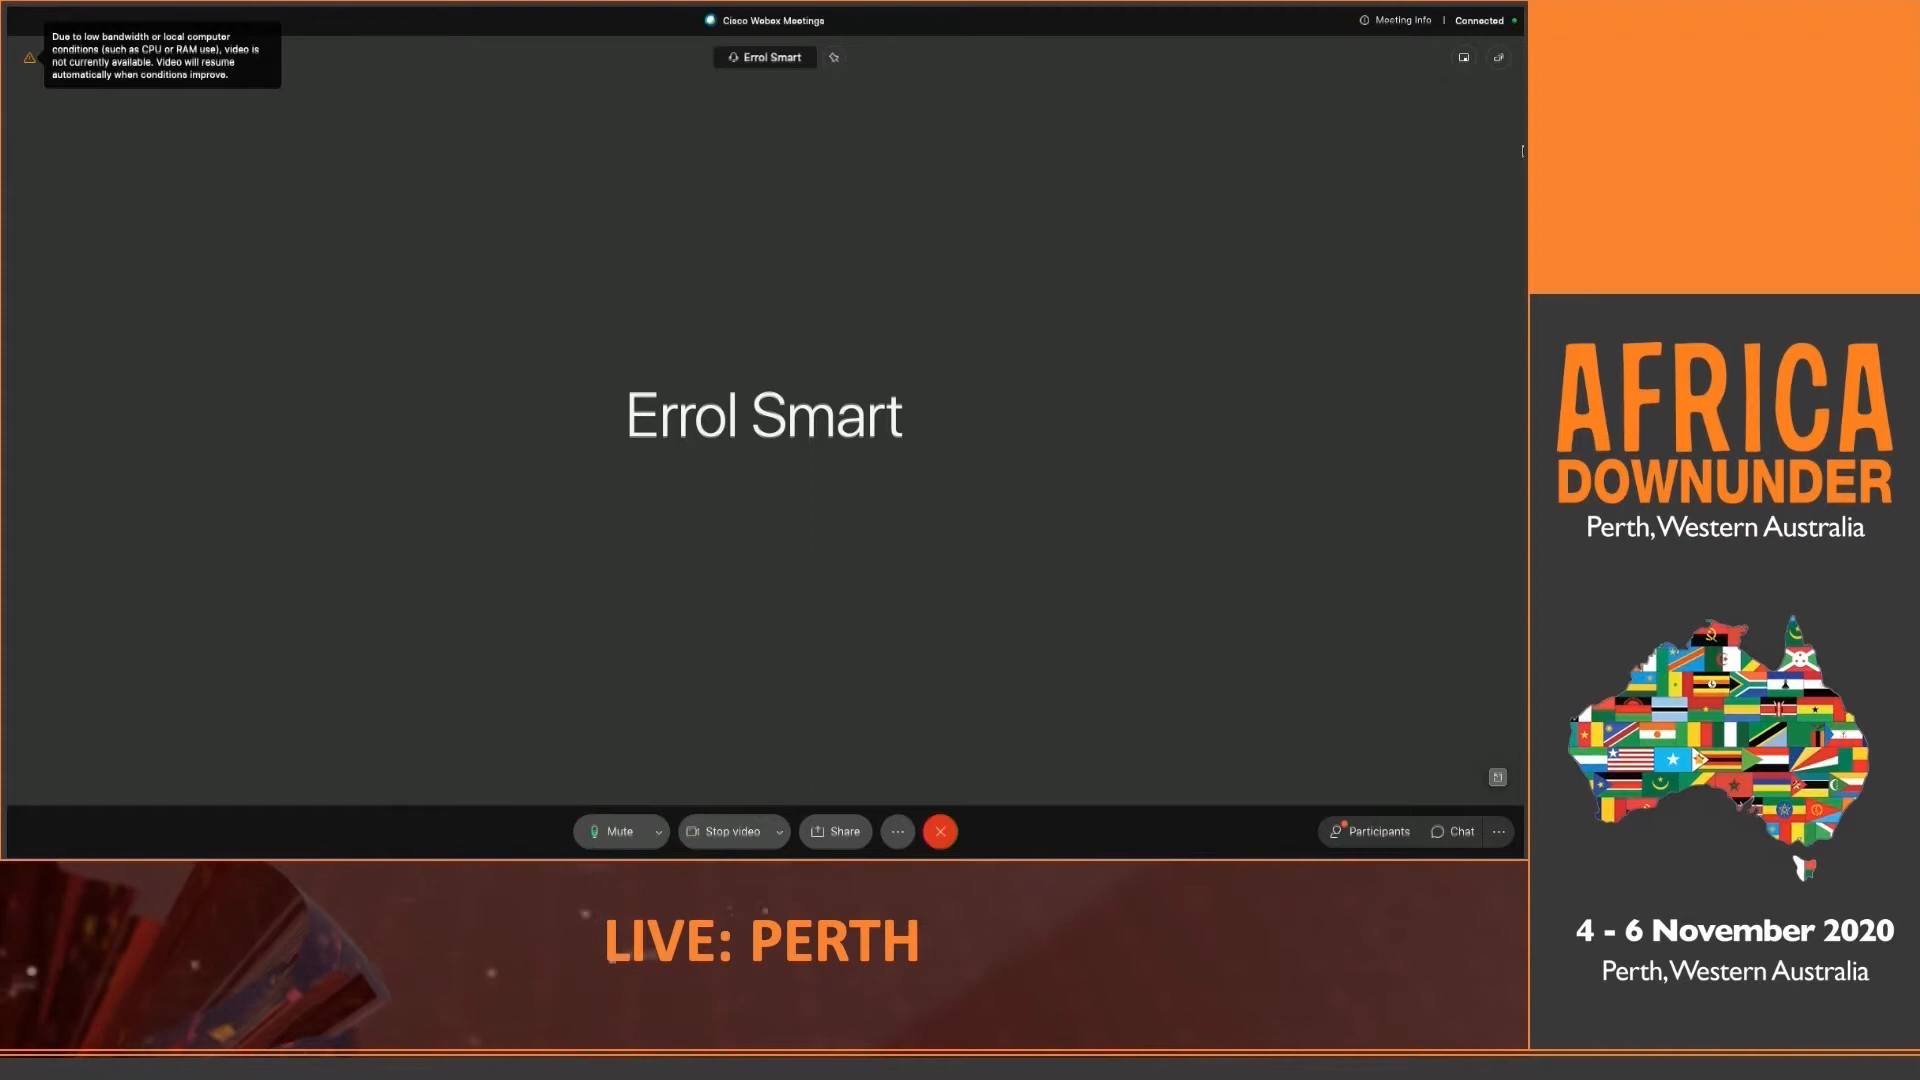 Cisco Webex Meetings
Meeting Info
Connected
Due to low bandwidth or local computer
conditions (such as CPU or RAM use), video is
not currently available. Video will resume
automatically when conditions improve.
Errol Smart
Errol Smart
Mute
Stop video
Share
Participants
Chat
LIVE: PERTH
AFRICA
DOWNUNDER
Perth, Western Australia
4 - 6 November 2020
Perth, Western Australia